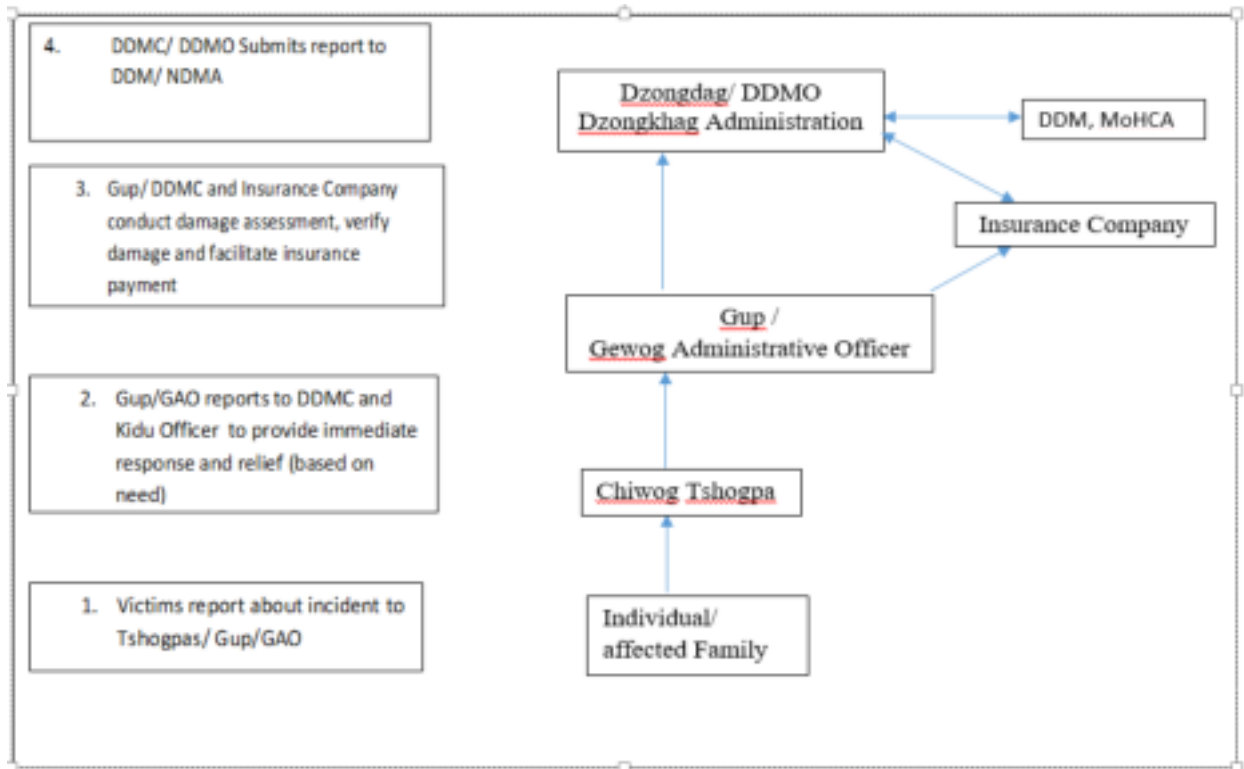 4. DDMC/ DDMO Submits report to
DDM/ NDMA
3. Gup/ DDMC and Insurance Company
conduct damage assessment, verify
damage and facilitate insurance
payment
2. Gup/GAO reports to DDMC and
Kidu Officer to provide immediate
response and relief (based on
need)
1. Victims report about incident to
Tshogpas/ Gup/GAO
Dzongdag/ DDMO
Dzongkhag Administration
DDM, MoHCA
Insurance Company
Gup /
Gewog Administrative Officer
Chiwog Tshogpa
Individual/
affected Family